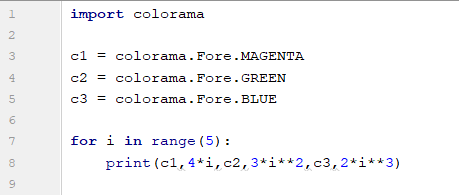 1 import colorama
2
3 c1 = colorama.Fore.MAGENTA
4 c2 = colorama.Fore.GREEN
5 c3 = colorama.Fore.BLUE
6
7 for i in range(5):
8     print(c1,4*i,c2,3*i**2,c3,2*i**3)
9